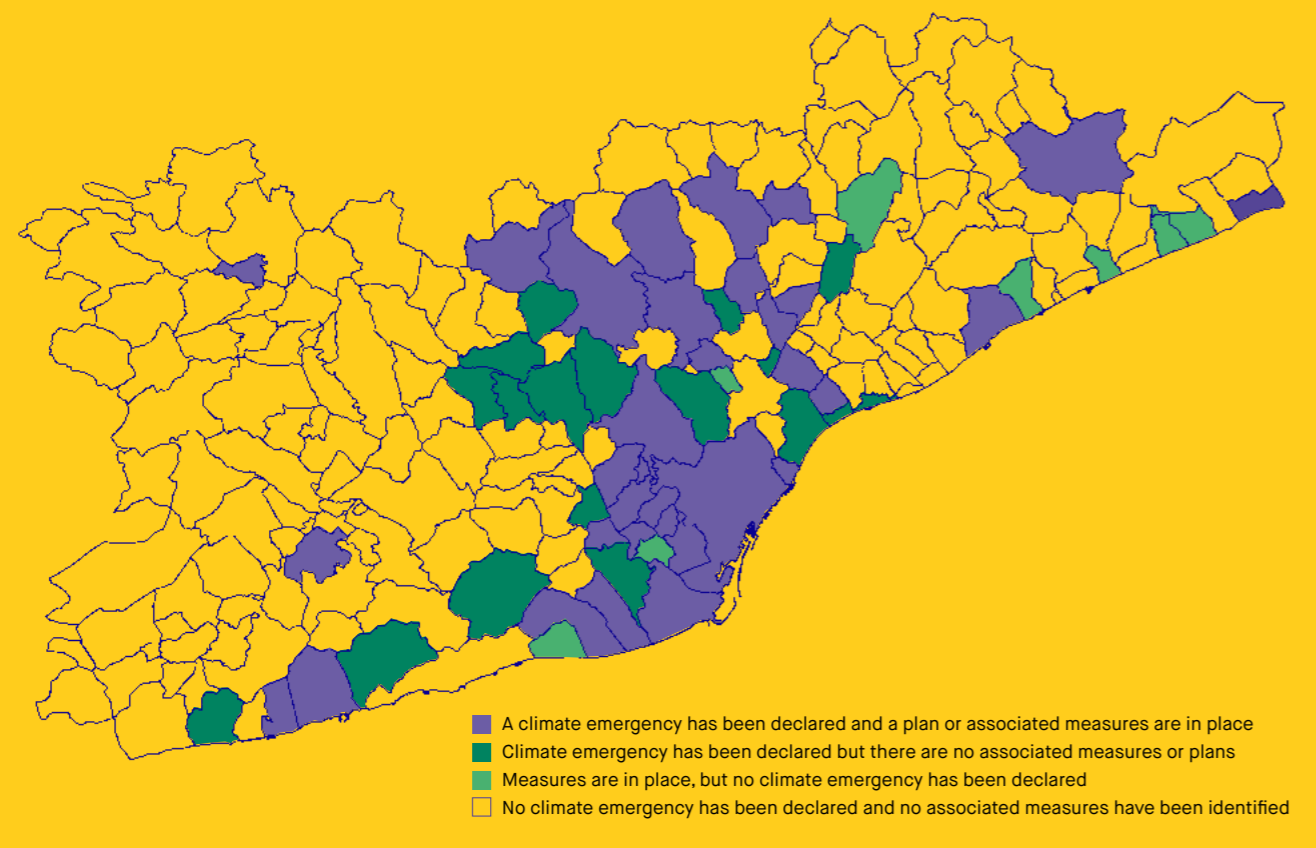 A climate emergency has been declared and a plan or associated measures are in place
Climate emergency has been declared but there are no associated measures or plans
Measures are in place, but no climate emergency has been declared
No climate emergency has been declared and no associated measures have been identified